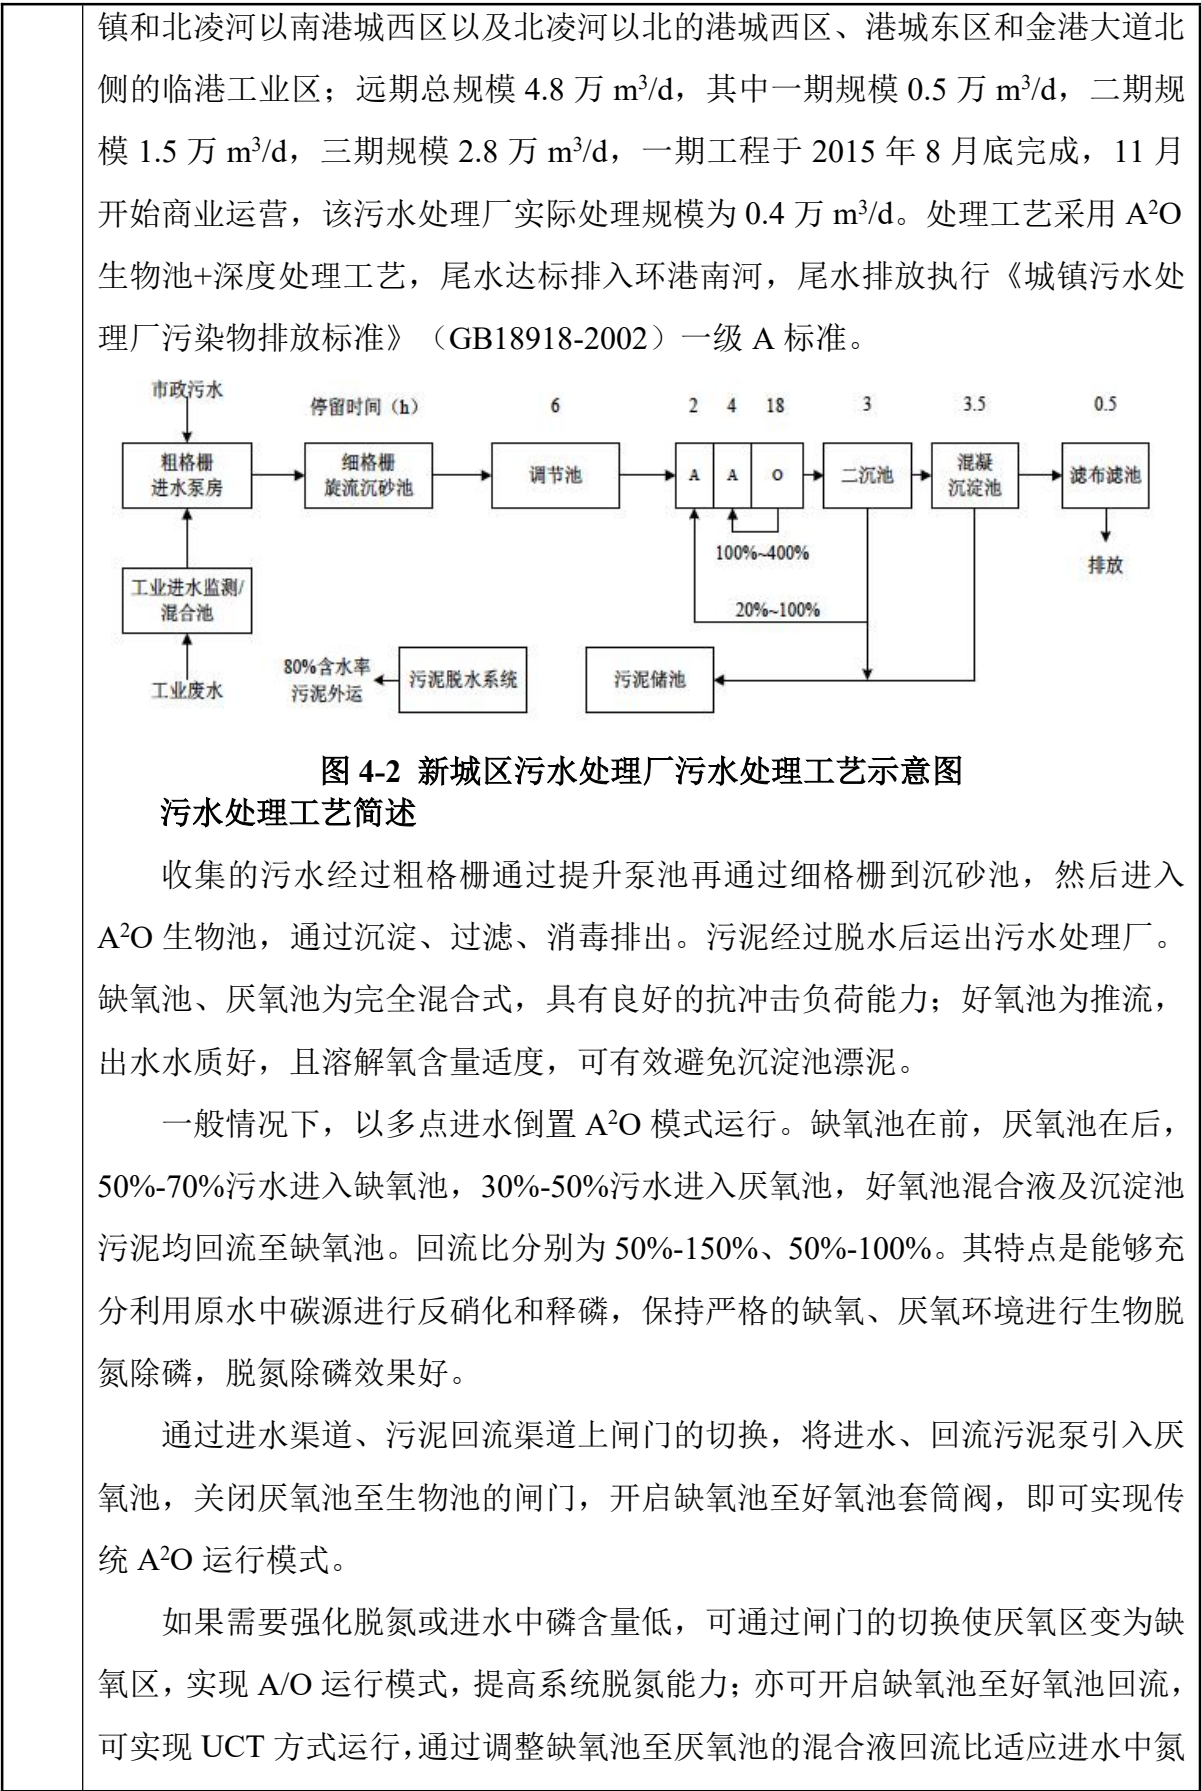 镇和北凌河以南港城西区以及北凌河以北的港城西区、港城东区和金港大道北
侧的临港工业区；远期总规模 4.8 万 m³/d，其中一期规模 0.5 万 m³/d，二期规
模 1.5 万 m³/d，三期规模 2.8 万 m³/d，一期工程于 2015 年 8 月底完成，11 月
开始商业运营，该污水处理厂实际处理规模为 0.4 万 m³/d。处理工艺采用 A²O
生物池+深度处理工艺，尾水达标排入环港南河，尾水排放执行《城镇污水处
理厂污染物排放标准》（GB18918-2002）一级 A 标准。
市政污水
停留时间（h） 6 2 4 18 3 3.5 0.5
粗格栅
进水泵房
细格栅
旋流沉砂池
调节池
A A O
二沉池
混凝
沉淀池
滤布滤池
100%~400%
排放
工业进水监测/
混合池
20%~100%
工业废水
80%含水率
污泥外运
污泥脱水系统
污泥储池
图 4-2 新城区污水处理厂污水处理工艺示意图
污水处理工艺简述
收集的污水经过粗格栅通过提升泵池再通过细格栅到沉砂池，然后进入
A²O 生物池，通过沉淀、过滤、消毒排出。污泥经过脱水后运出污水处理厂。
缺氧池、厌氧池为完全混合式，具有良好的抗冲击负荷能力；好氧池为推流，
出水水质好，且溶解氧含量适度，可有效避免沉淀池漂泥。
一般情况下，以多点进水倒置 A²O 模式运行。缺氧池在前，厌氧池在后，
50%-70%污水进入缺氧池，30%-50%污水进入厌氧池，好氧池混合液及沉淀池
污泥均回流至缺氧池。回流比分别为 50%-150%、50%-100%。其特点是能够充
分利用原水中碳源进行反硝化和释磷，保持严格的缺氧、厌氧环境进行生物脱
氮除磷，脱氮除磷效果好。
通过进水渠道、污泥回流渠道上闸门的切换，将进水、回流污泥泵引入厌
氧池，关闭厌氧池至生物池的闸门，开启缺氧池至好氧池套筒阀，即可实现传
统 A²O 运行模式。
如果需要强化脱氮或进水中磷含量低，可通过闸门的切换使厌氧区变为缺
氧区，实现 A/O 运行模式，提高系统脱氮能力；亦可开启缺氧池至好氧池回流，
可实现 UCT 方式运行，通过调整缺氧池至厌氧池的混合液回流比适应进水中氮